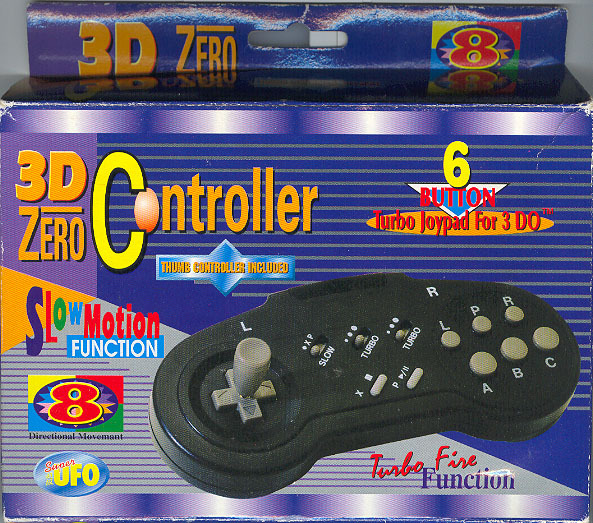 3D ZERO
8
3D
ZERO
Controller
6
BUTTON
Turbo Joypad For 3 DO™
THUMB CONTROLLER INCLUDED
SLOW Motion
FUNCTION
8
Directional Movemant
Super
UFO
L
R
X P
SLOW
TURBO
TURBO
X
P
L
P
R
A
B
C
Turbo Fire
Function